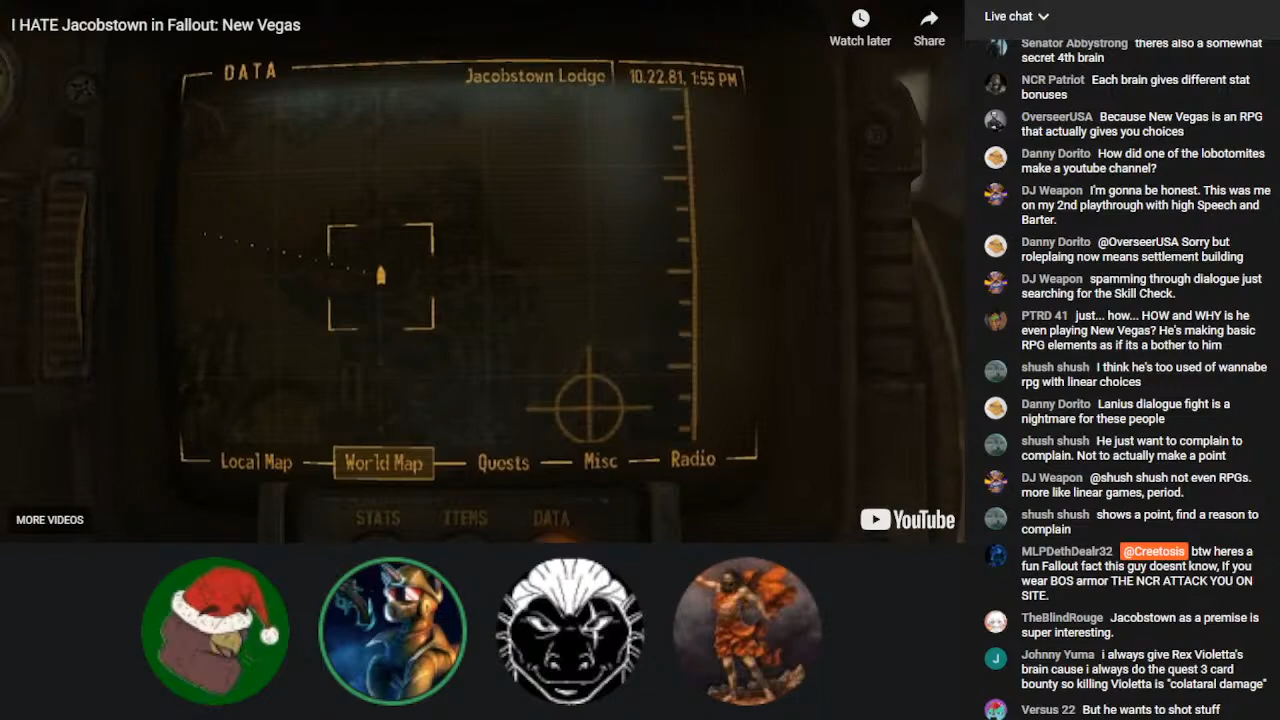 I HATE Jacobstown in Fallout: New Vegas
Watch later
Share
DATA
Jacobstown Lodge
10.22.81, 1:55 PM
Local Map
World Map
Quests
Misc
Radio
STATS
ITEMS
DATA
MORE VIDEOS
YouTube
Live chat
Senator Abbystrong theres also a somewhat
secret 4th brain
NCR Patriot Each brain gives different stat
bonuses
OverseerUSA Because New Vegas is an RPG
that actually gives you choices
Danny Dorito How did one of the lobotomites
make a youtube channel?
DJ Weapon I'm gonna be honest. This was me
on my 2nd playthrough with high Speech and
Barter.
Danny Dorito @OverseerUSA Sorry but
roleplaing now means settlement building
DJ Weapon spamming through dialogue just
searching for the Skill Check.
PTRD 41 just... how... HOW and WHY is he
even playing New Vegas? He's making basic
RPG elements as if its a bother to him
shush shush I think he's too used of wannabe
rpg with linear choices
Danny Dorito Lanius dialogue fight is a
nightmare for these people
shush shush He just want to complain to
complain. Not to actually make a point
DJ Weapon @shush shush not even RPGs.
more like linear games, period.
shush shush shows a point, find a reason to
complain
MLPDethDealr32 @Creetosis btw heres a
fun Fallout fact this guy doesnt know, If you
wear BOS armor THE NCR ATTACK YOU ON
SITE.
TheBlindRouge Jacobstown as a premise is
super interesting.
J
Johnny Yuma i always give Rex Violetta's
brain cause i always do the quest 3 card
bounty so killing Violetta is "colataral damage"
Versus 22 But he wants to shot stuff